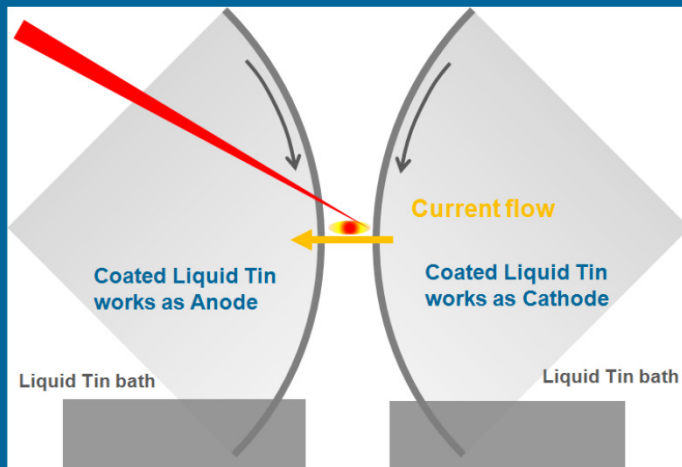 Current flow
Coated Liquid Tin
works as Anode
Coated Liquid Tin
works as Cathode
Liquid Tin bath
Liquid Tin bath